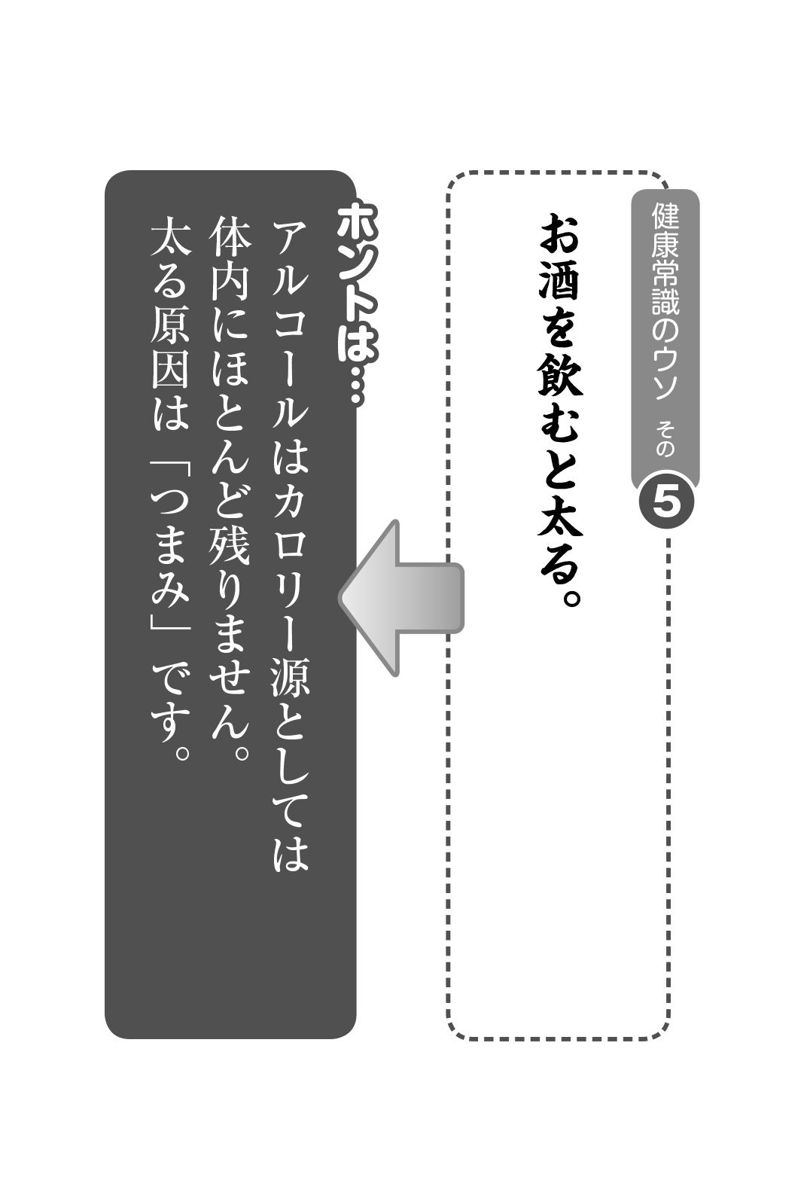 健康常識のウソ その5
お酒を飲むと太る。
ホントは…
アルコールはカロリー源としては
体内にほとんど残りません。
太る原因は「つまみ」です。